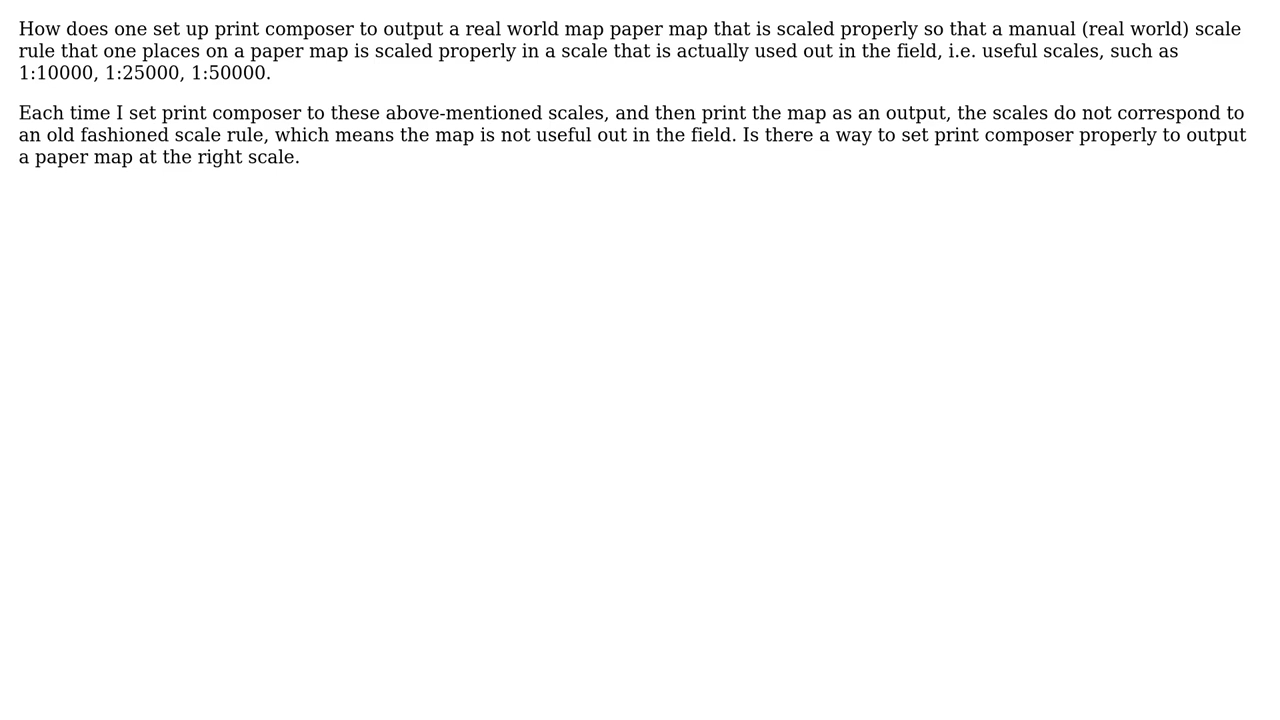 How does one set up print composer to output a real world map paper map that is scaled properly so that a manual (real world) scale
rule that one places on a paper map is scaled properly in a scale that is actually used out in the field, i.e. useful scales, such as
1:10000, 1:25000, 1:50000.
Each time I set print composer to these above-mentioned scales, and then print the map as an output, the scales do not correspond to
an old fashioned scale rule, which means the map is not useful out in the field. Is there a way to set print composer properly to output
a paper map at the right scale.